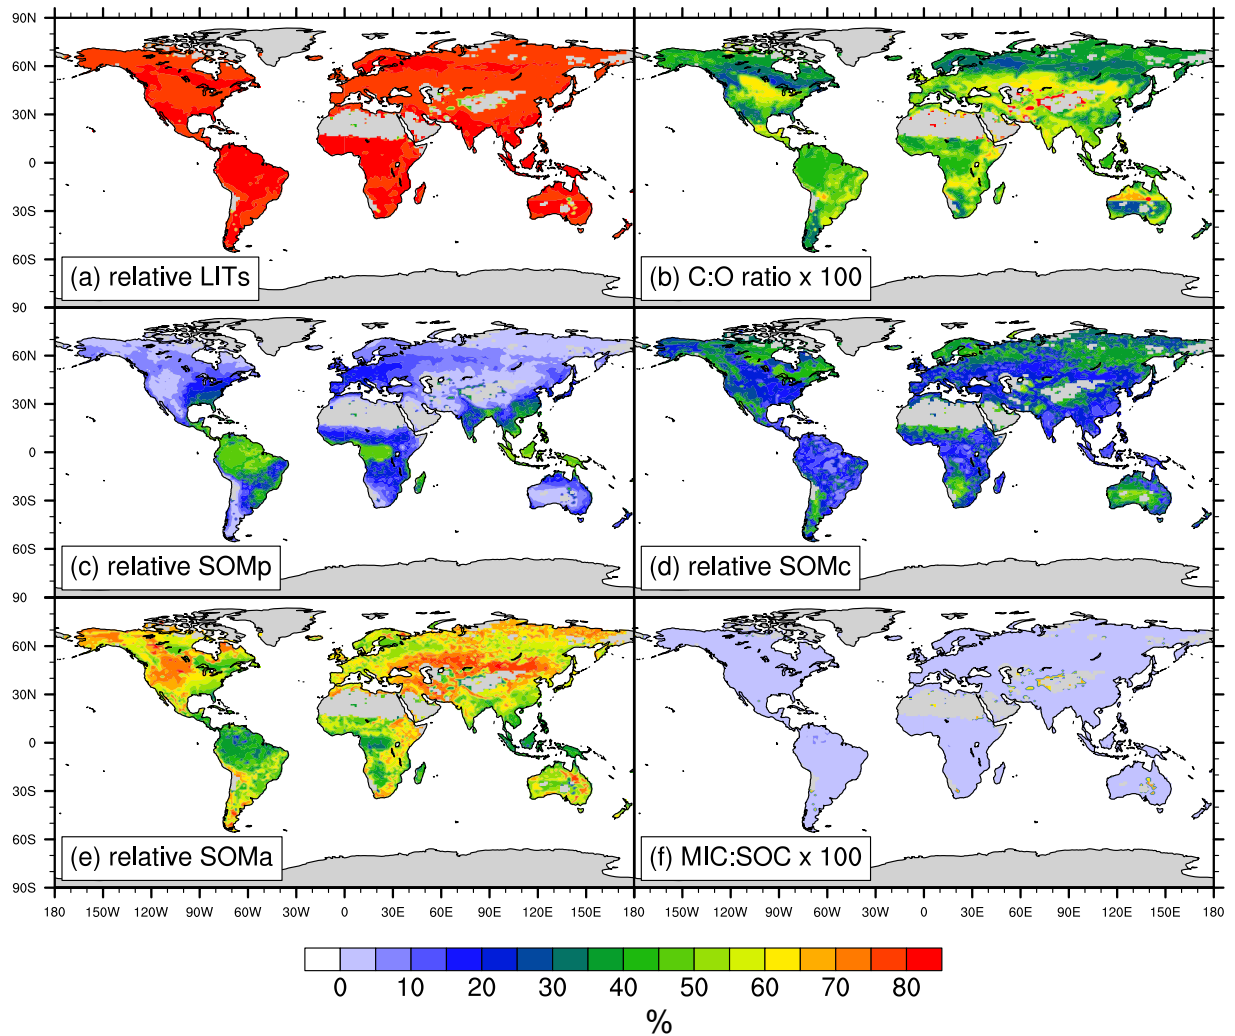 90N
60N
30N
0
30S
60S
(a) relative LITs
(b) C:O ratio x 100
90
60N
30N
0
30S
60S
(c) relative SOMp
(d) relative SOMc
90
60N
30N
0
30S
60S
90S
(e) relative SOMa
(f) MIC:SOC x 100
180 150W 120W 90W 60W 30W 0 30E 60E 90E 120E 150E 180 150W 120W 90W 60W 30W 0 30E 60E 90E 120E 150E 180
0 10 20 30 40 50 60 70 80
%